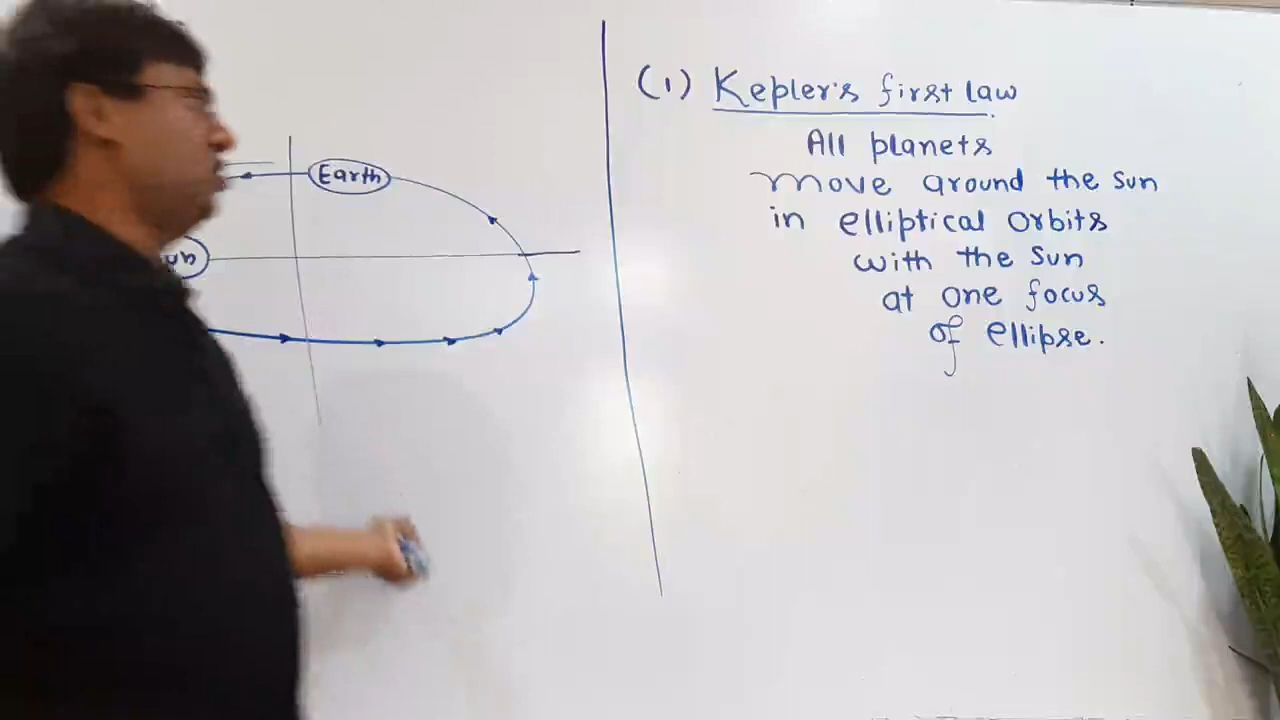 Earth
(1) Kepler's first law
All planets
move around the sun
in elliptical orbits
with the sun
at one focus
of ellipse.